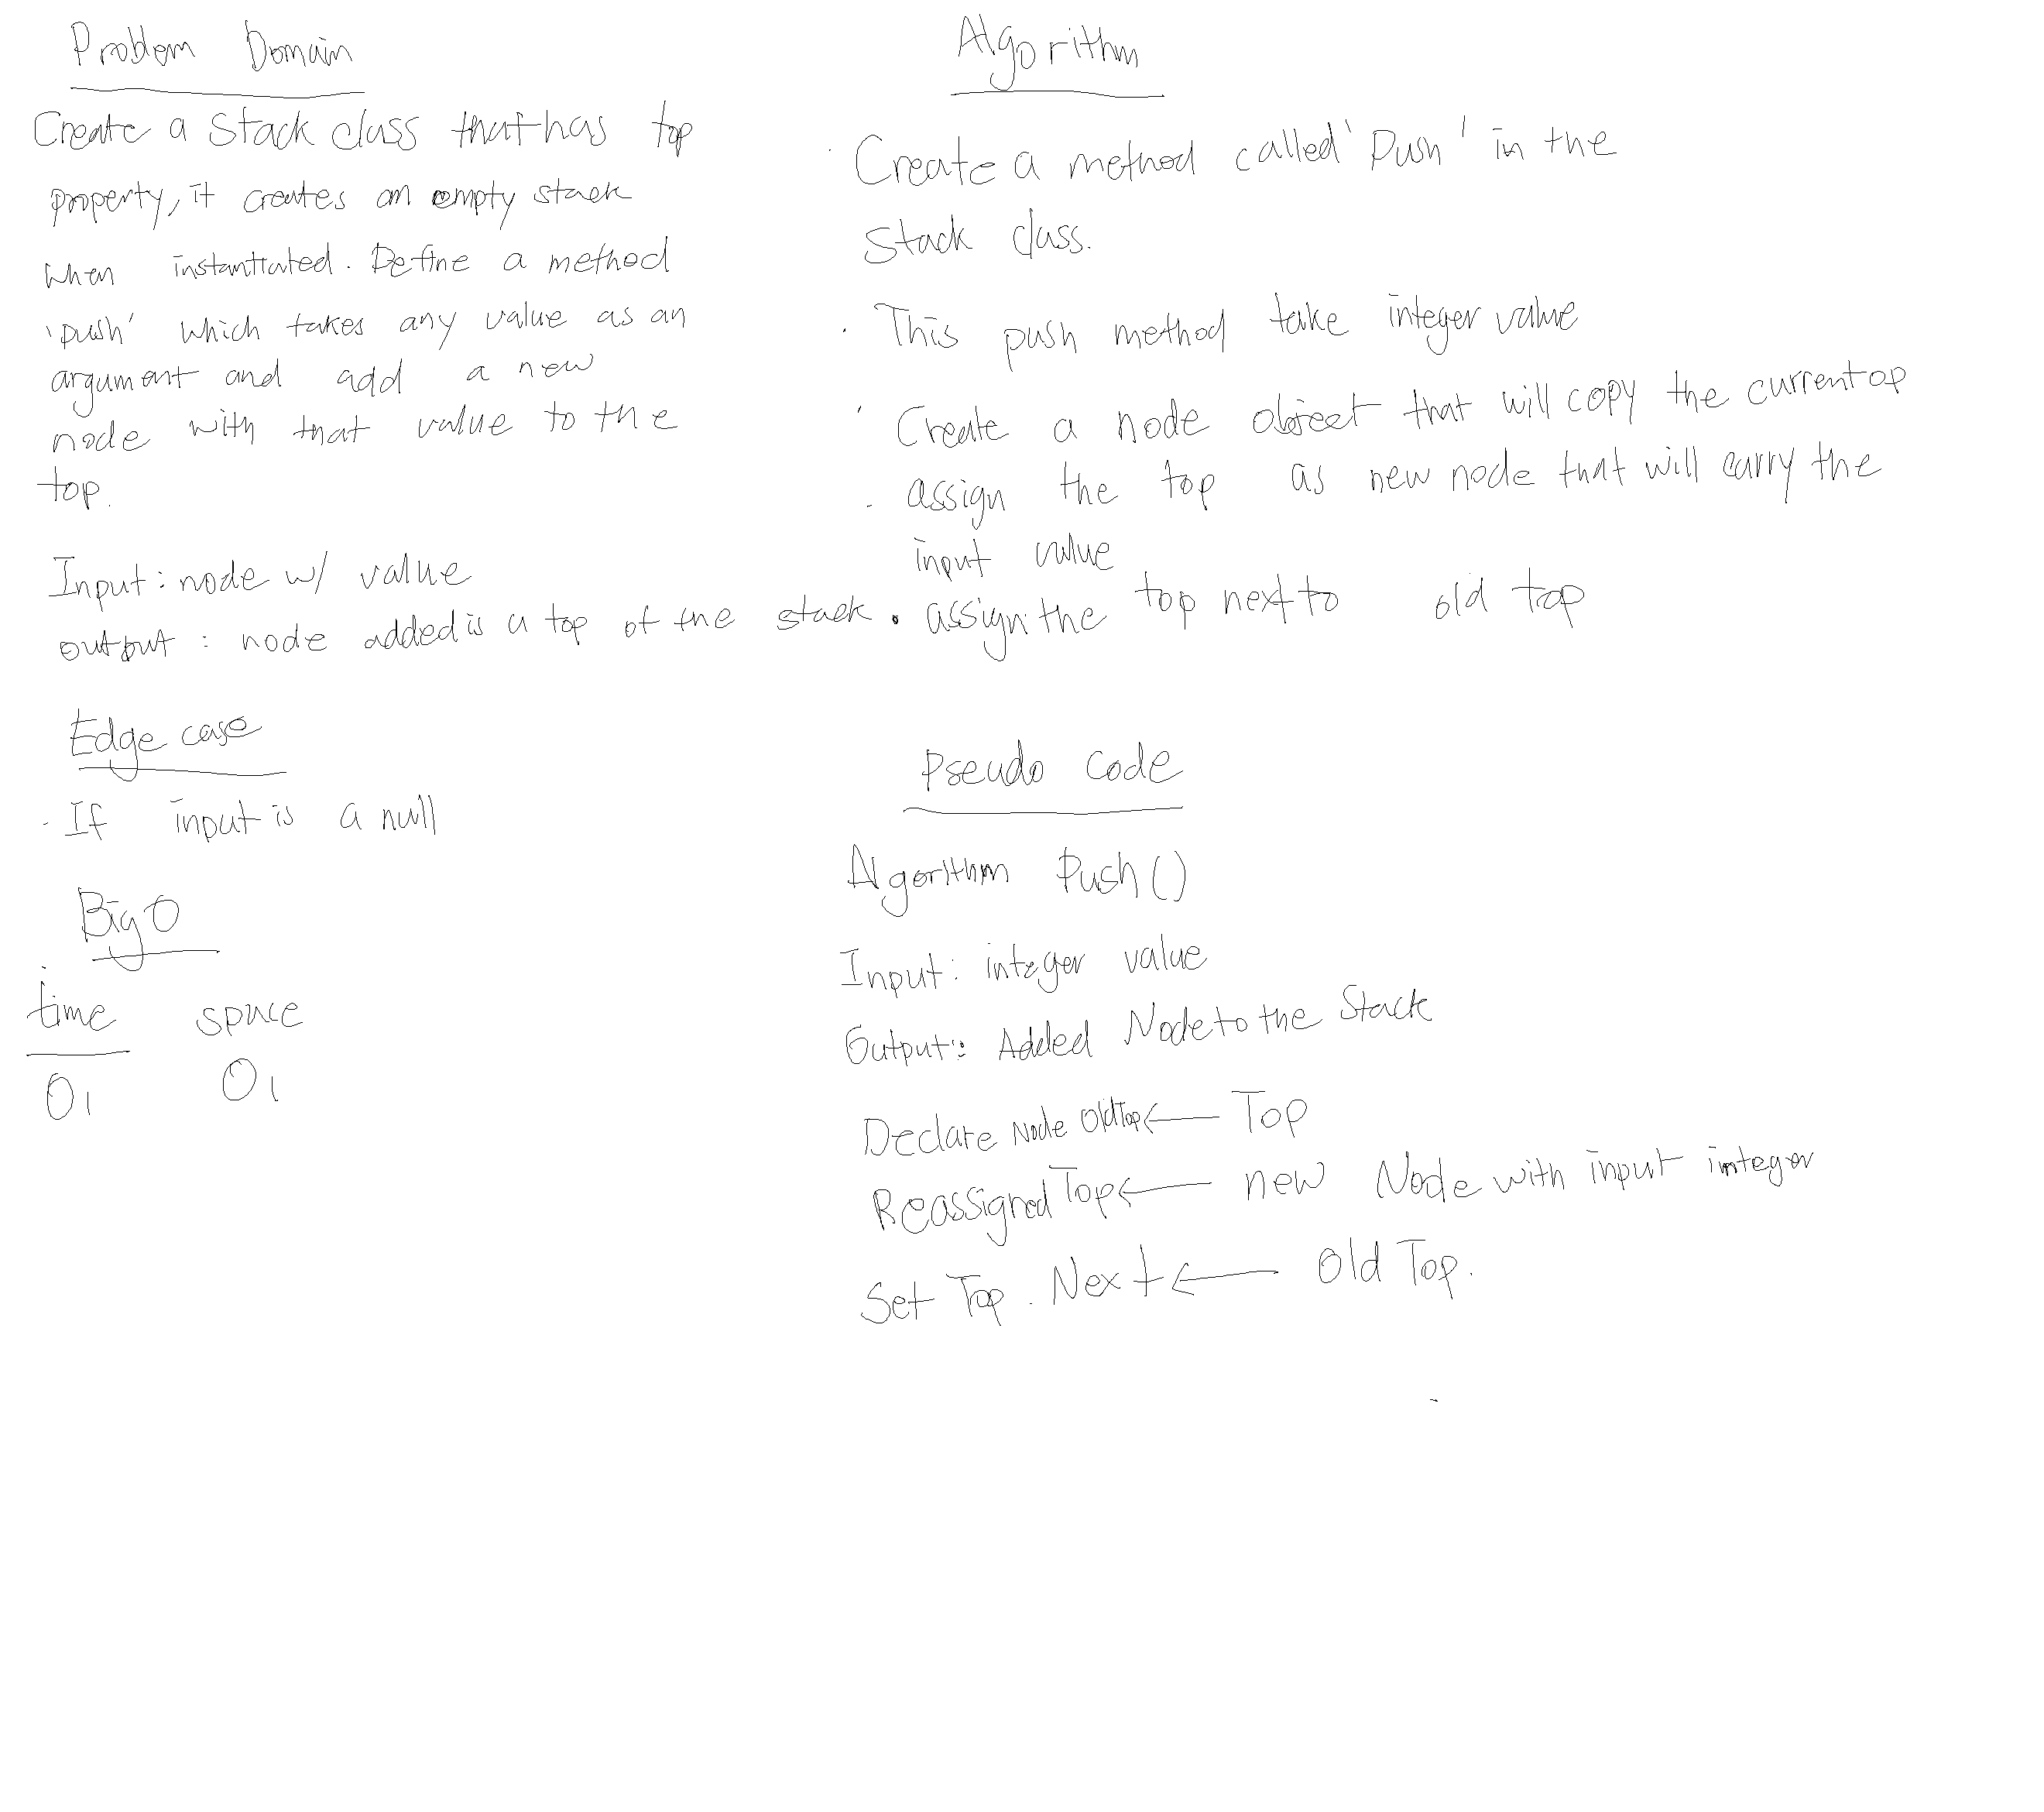 Problem Domain
Create a Stack class that has top
property, it creates an empty stack
when instantiated. Define a method
'push' which takes any value as an
argument and add a new
node with that value to the
top.
Input: node w/ value
output: node added is a top of the stack
Edge case
· If input is a null
Big O
time space
O1 O1
Algorithm
· Create a method called 'Push' in the
Stack class.
· This push method take integer value
· Create a node object that will copy the current op
· assign the top as new node that will carry the
input value
· assign the top next to old top
Pseudo code
Algorithm Push()
Input: integer value
Output: Added Node to the Stack
Declare Node OldTop ← Top
Reassigned Top ← new Node with input integer
Set Top. Next ← Old Top.